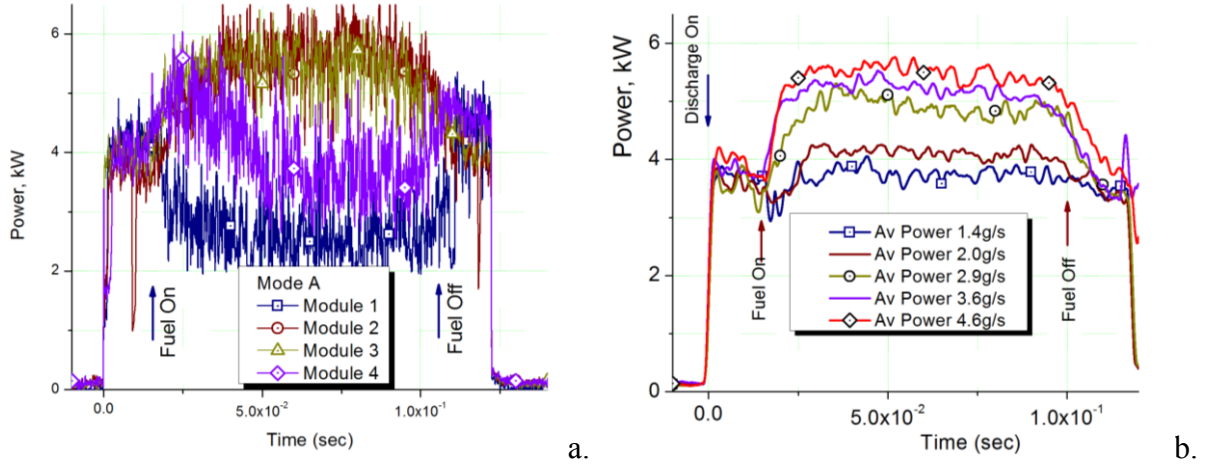 6
4
2
0
Power, kW
Fuel On
Fuel Off
Mode A
Module 1
Module 2
Module 3
Module 4
0.0
5.0x10⁻²
1.0x10⁻¹
Time (sec)
a.
6
4
2
0
Power, kW
Discharge On
Fuel On
Fuel Off
Av Power 1.4g/s
Av Power 2.0g/s
Av Power 2.9g/s
Av Power 3.6g/s
Av Power 4.6g/s
0.0
5.0x10⁻²
1.0x10⁻¹
Time (sec)
b.